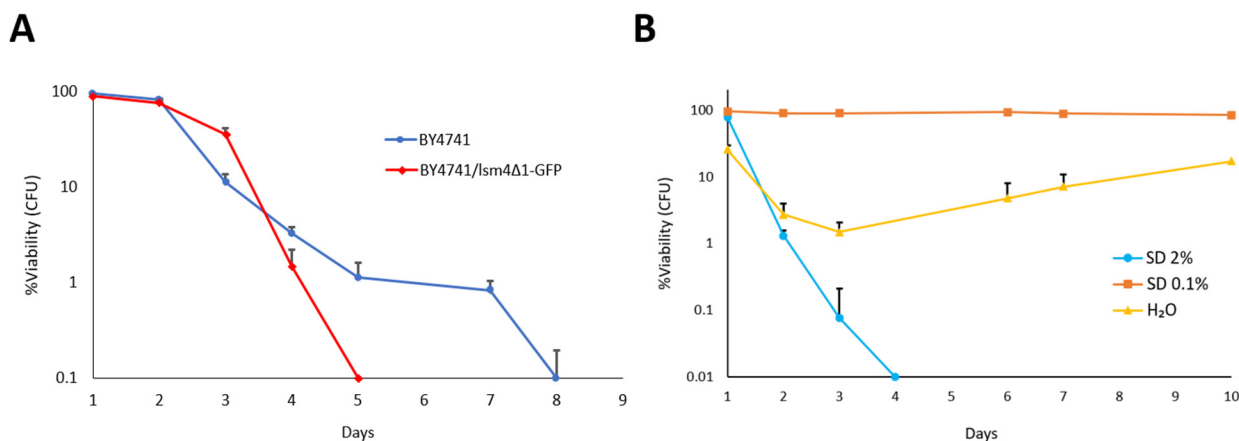 A
%Viability (CFU)
100
10
1
0.1
1 2 3 4 5 6 7 8 9
Days
BY4741
BY4741/lsm4Δ1-GFP
B
%Viability (CFU)
100
10
1
0.1
0.01
1 2 3 4 5 6 7 8 9 10
Days
SD 2%
SD 0.1%
H₂O